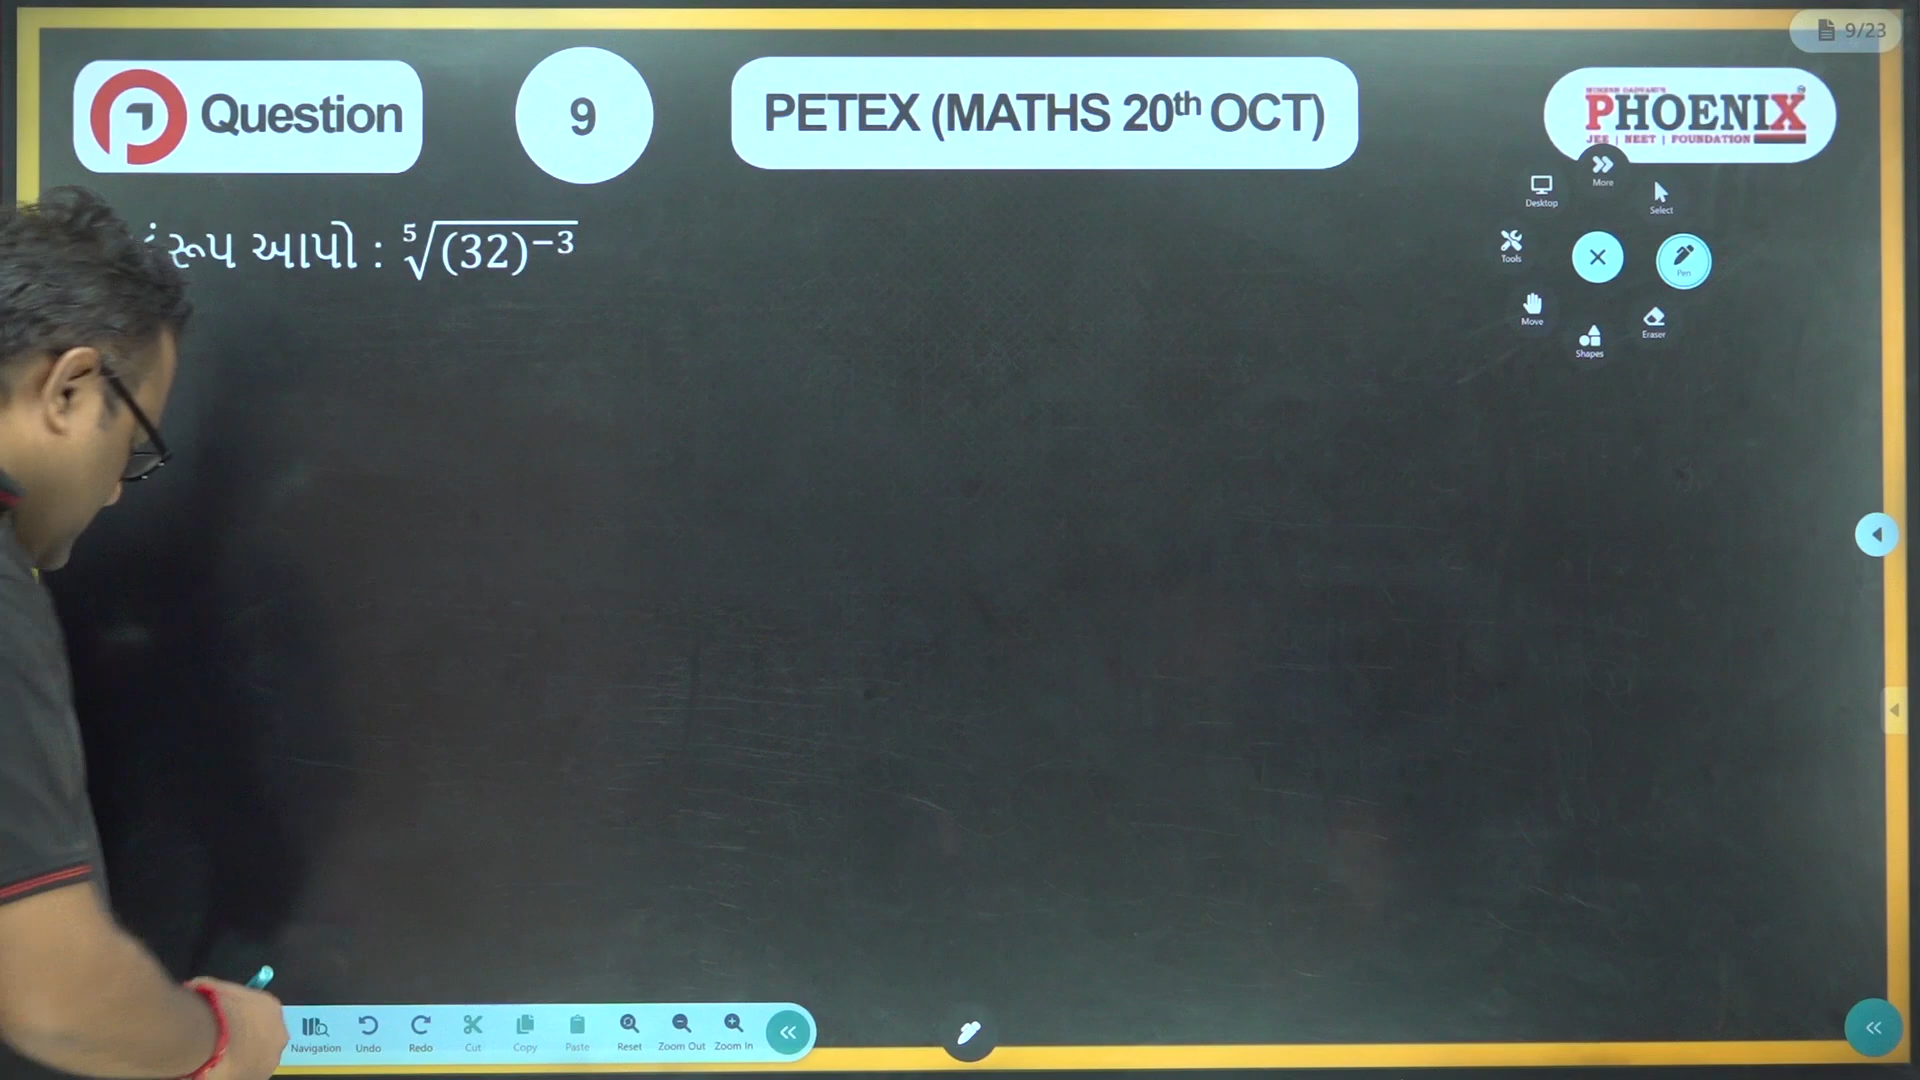 9/23
Question
9
PETEX (MATHS 20th OCT)
PHOENIX
JEE | NEET | FOUNDATION
રૂપ આપો : ⁵√(32)⁻³
More
Desktop
Select
Tools
Pen
Move
Eraser
Shapes
Navigation Undo Redo Cut Copy Paste Reset Zoom Out Zoom In